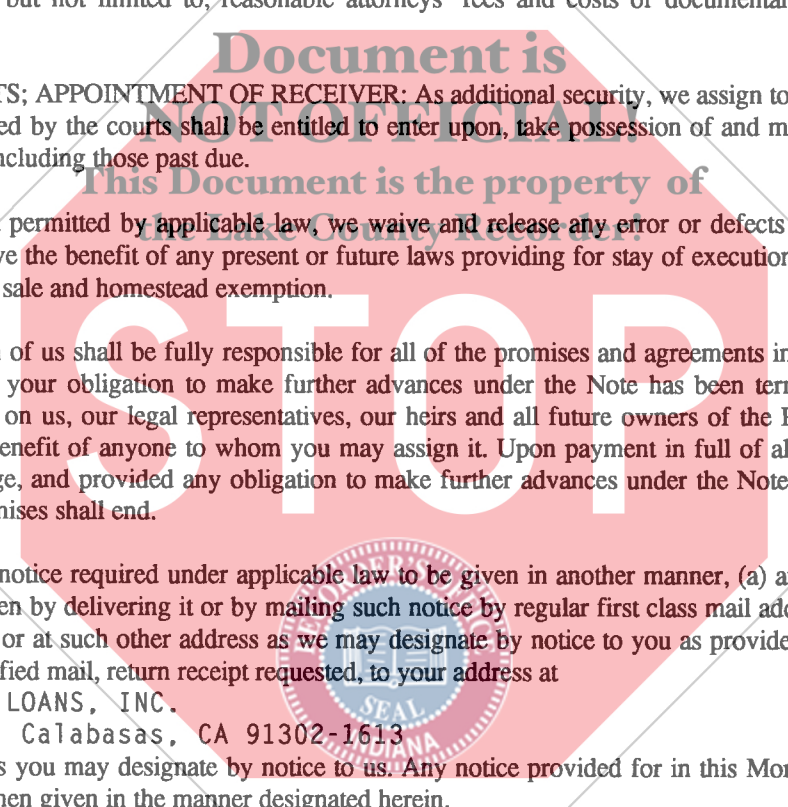 but not limited to, reasonable attorneys' fees and costs of documentar
Document is
TS; APPOINTMENT OF RECEIVER: As additional security, we assign to
NOT OFFICIAL!
ed by the courts shall be entitled to enter upon, take possession of and m
ncluding those past due.
This Document is the property of
permitted by applicable law, we waive and release any error or defects
the Lake County Recorder!
ve the benefit of any present or future laws providing for stay of execution
sale and homestead exemption.
STOP
of us shall be fully responsible for all of the promises and agreements in
your obligation to make further advances under the Note has been terr
on us, our legal representatives, our heirs and all future owners of the
enefit of anyone to whom you may assign it. Upon payment in full of al
ge, and provided any obligation to make further advances under the Note
nises shall end.
notice required under applicable law to be given in another manner, (a) a
en by delivering it or by mailing such notice by regular first class mail add
or at such other address as we may designate by notice to you as provide
fied mail, return receipt requested, to your address at
LOANS, INC.
Calabasas, CA 91302-1613
SEAL
INDIANA
s you may designate by notice to us. Any notice provided for in this Mor
hen given in the manner designated herein.